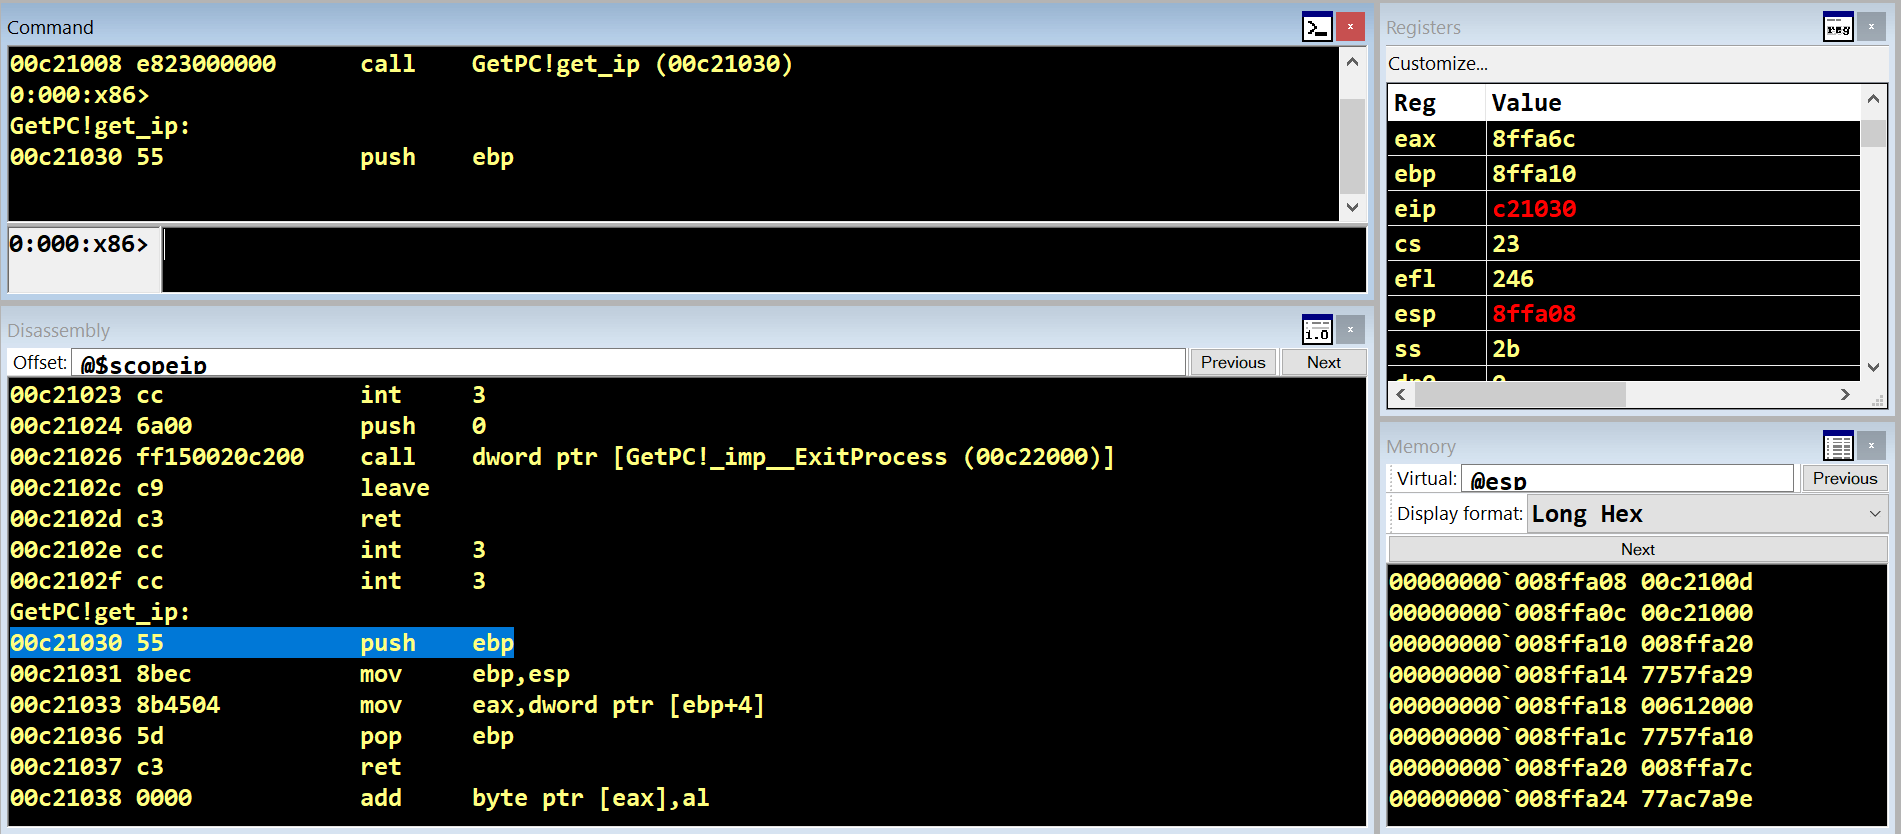 Command
00c21008 e823000000 call GetPC!get_ip (00c21030)
0:000:x86>
GetPC!get_ip:
00c21030 55 push ebp
0:000:x86>
Disassembly
Offset: @$scopeip Previous Next
00c21023 cc int 3
00c21024 6a00 push 0
00c21026 ff150020c200 call dword ptr [GetPC!_imp__ExitProcess (00c22000)]
00c2102c c9 leave
00c2102d c3 ret
00c2102e cc int 3
00c2102f cc int 3
GetPC!get_ip:
00c21030 55 push ebp
00c21031 8bec mov ebp,esp
00c21033 8b4504 mov eax,dword ptr [ebp+4]
00c21036 5d pop ebp
00c21037 c3 ret
00c21038 0000 add byte ptr [eax],al
Registers
reg
Customize...
Reg Value
eax 8ffa6c
ebp 8ffa10
eip c21030
cs 23
efl 246
esp 8ffa08
ss 2b
dr0 0
Memory
Virtual: @esp Previous
Display format: Long Hex
Next
00000000`008ffa08 00c2100d
00000000`008ffa0c 00c21000
00000000`008ffa10 008ffa20
00000000`008ffa14 7757fa29
00000000`008ffa18 00612000
00000000`008ffa1c 7757fa10
00000000`008ffa20 008ffa7c
00000000`008ffa24 77ac7a9e